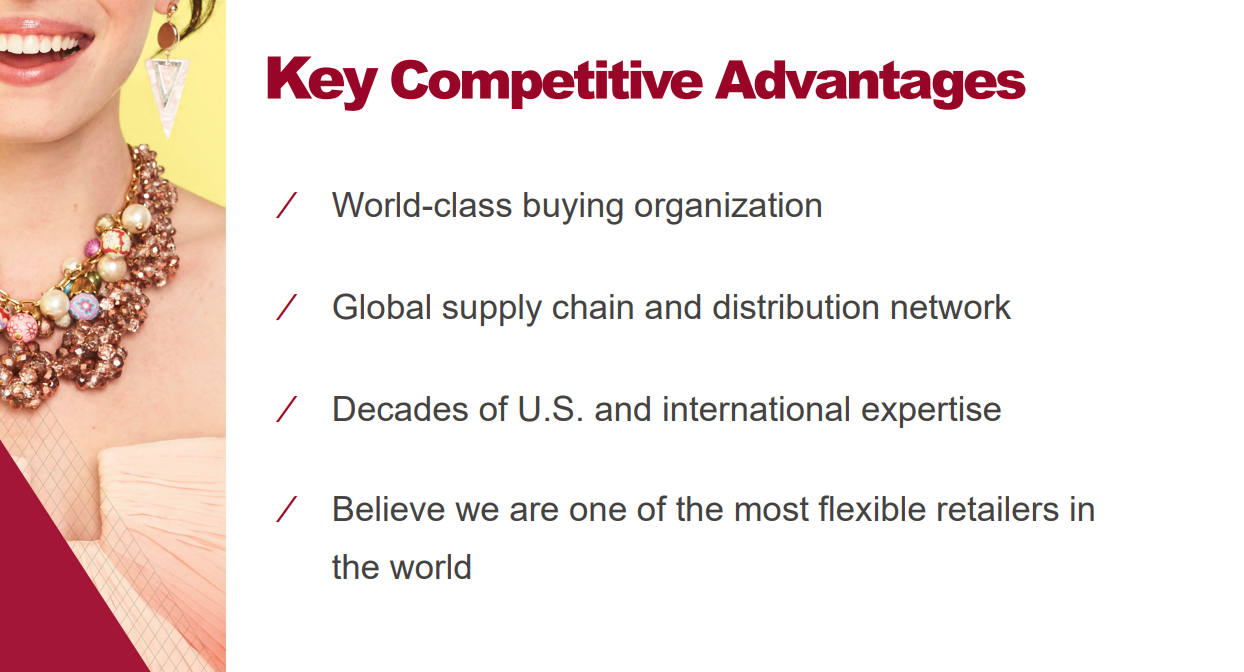 Key Competitive Advantages
/ World-class buying organization
/ Global supply chain and distribution network
/ Decades of U.S. and international expertise
/ Believe we are one of the most flexible retailers in
the world